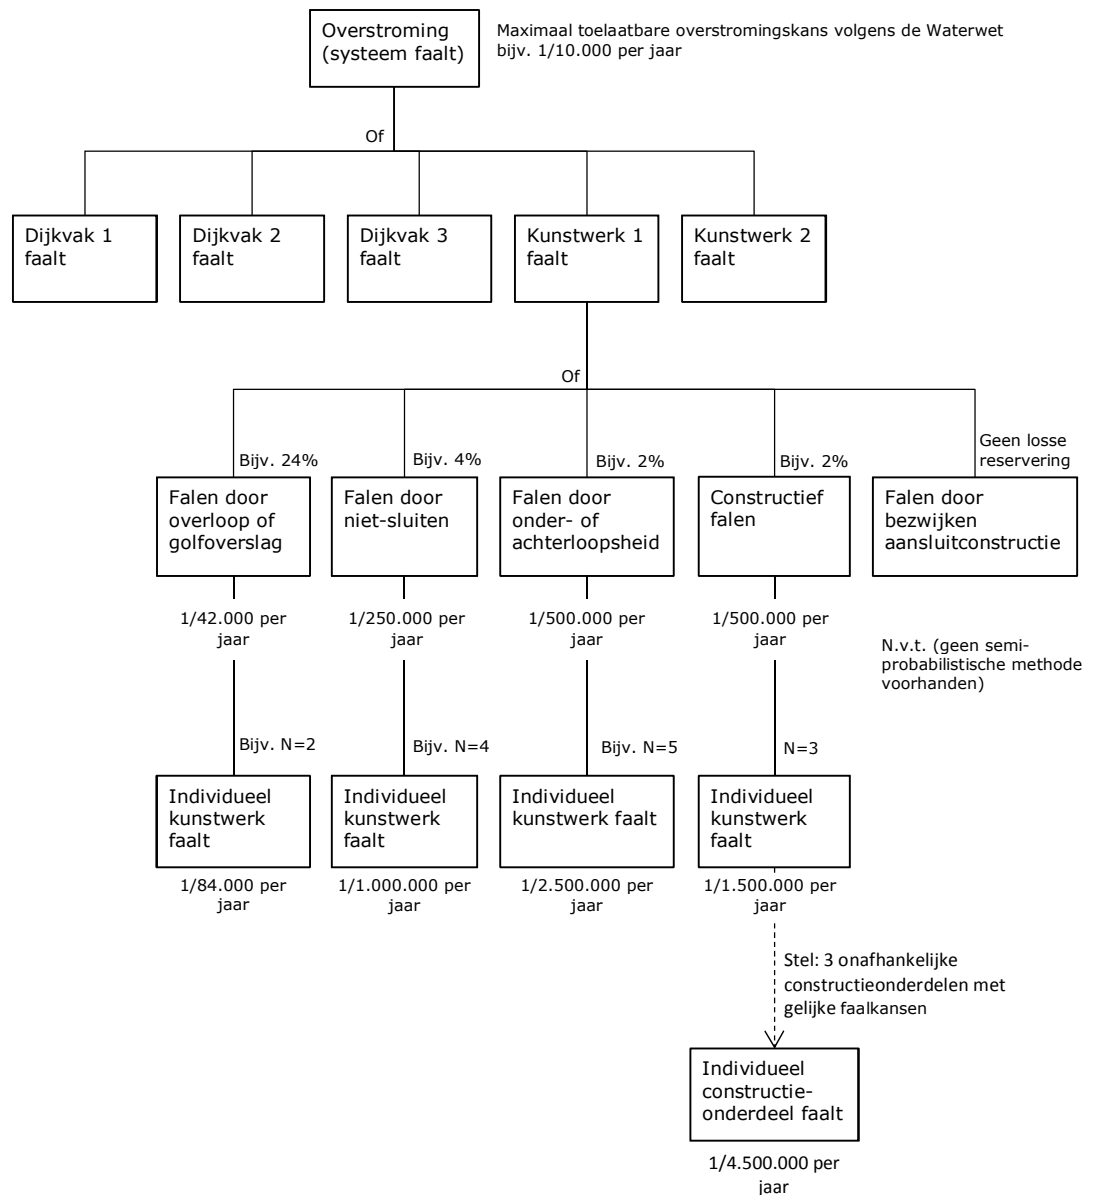 Overstroming
(systeem faalt)
Maximaal toelaatbare overstromingskans volgens de Waterwet
bijv. 1/10.000 per jaar
Of
Dijkvak 1
faalt
Dijkvak 2
faalt
Dijkvak 3
faalt
Kunstwerk 1
faalt
Kunstwerk 2
faalt
Of
Bijv. 24%
Bijv. 4%
Bijv. 2%
Bijv. 2%
Geen losse
reservering
Falen door
overloop of
golfoverslag
Falen door
niet-sluiten
Falen door
onder- of
achterloopsheid
Constructief
falen
Falen door
bezwijken
aansluitconstructie
1/42.000 per
jaar
1/250.000 per
jaar
1/500.000 per
jaar
1/500.000 per
jaar
N.v.t. (geen semi-
probabilistische methode
voorhanden)
Bijv. N=2
Bijv. N=4
Bijv. N=5
N=3
Individueel
kunstwerk
faalt
Individueel
kunstwerk
faalt
Individueel
kunstwerk faalt
Individueel
kunstwerk
faalt
1/84.000 per
jaar
1/1.000.000 per
jaar
1/2.500.000 per
jaar
1/1.500.000 per
jaar
Stel: 3 onafhankelijke
constructieonderdelen met
gelijke faalkansen
Individueel
constructie-
onderdeel faalt
1/4.500.000 per
jaar